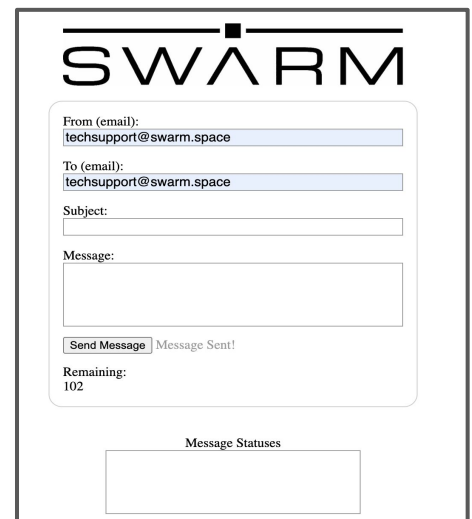 SWARM
From (email):
techsupport@swarm.space
To (email):
techsupport@swarm.space
Subject:
Message:
Send Message Message Sent!
Remaining:
102
Message Statuses